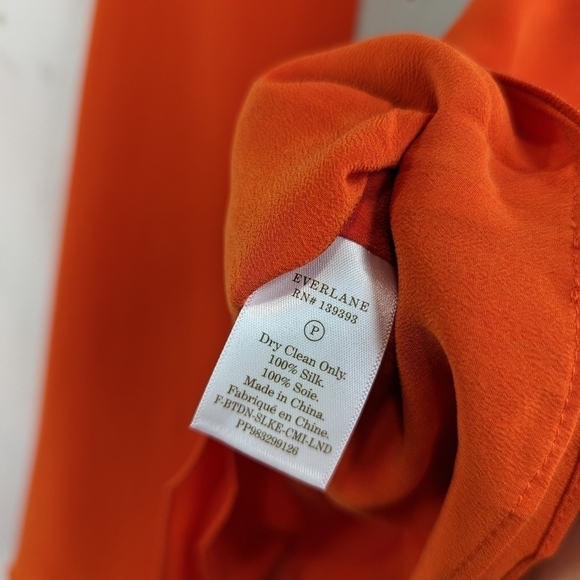 EVERLANE
RN# 139393
P
Dry Clean Only.
100% Silk.
100% Soie.
Made in China.
Fabriqué en Chine.
F-BTDN-SLKE-CMI-LND
PP983299126